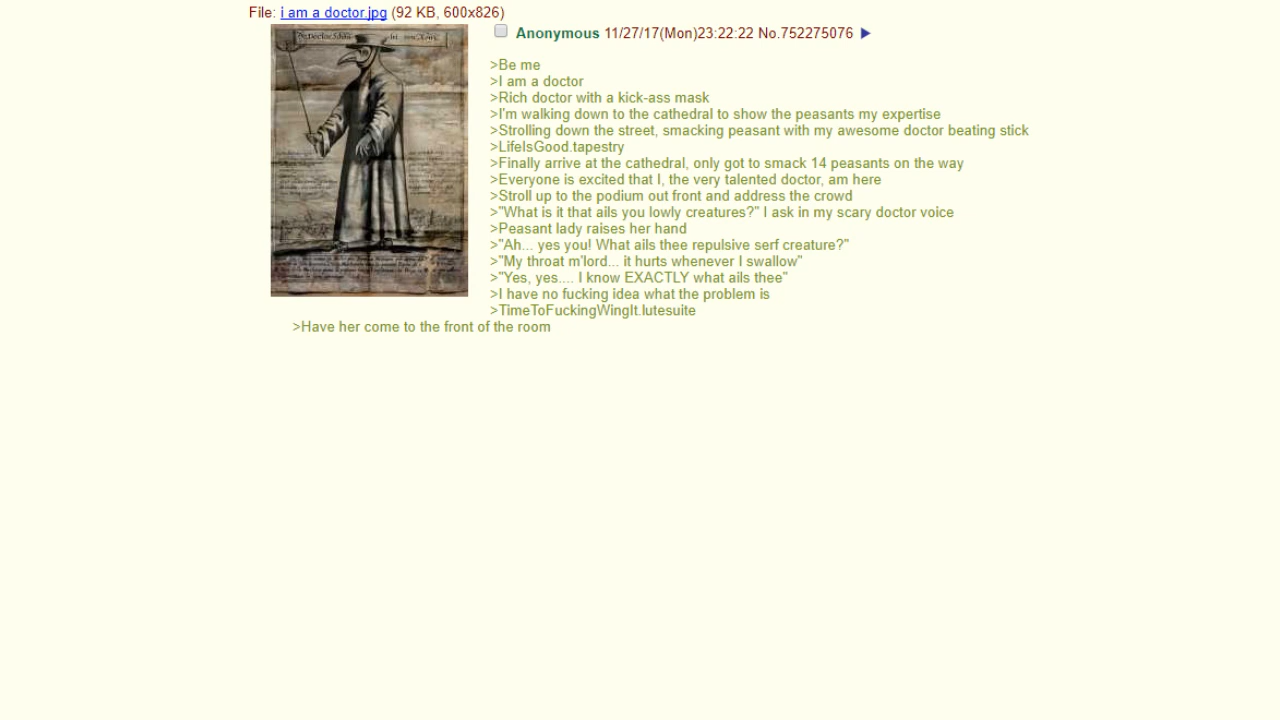 File: i am a doctor.jpg (92 KB, 600x826)
Anonymous 11/27/17(Mon)23:22:22 No.752275076
>Be me
>I am a doctor
>Rich doctor with a kick-ass mask
>I'm walking down to the cathedral to show the peasants my expertise
>Strolling down the street, smacking peasant with my awesome doctor beating stick
>LifeIsGood.tapestry
>Finally arrive at the cathedral, only got to smack 14 peasants on the way
>Everyone is excited that I, the very talented doctor, am here
>Stroll up to the podium out front and address the crowd
>"What is it that ails you lowly creatures?" I ask in my scary doctor voice
>Peasant lady raises her hand
>"Ah... yes you! What ails thee repulsive serf creature?"
>"My throat m'lord... it hurts whenever I swallow"
>"Yes, yes.... I know EXACTLY what ails thee"
>I have no fucking idea what the problem is
>TimeToFuckingWingIt.lutesuite
>Have her come to the front of the room